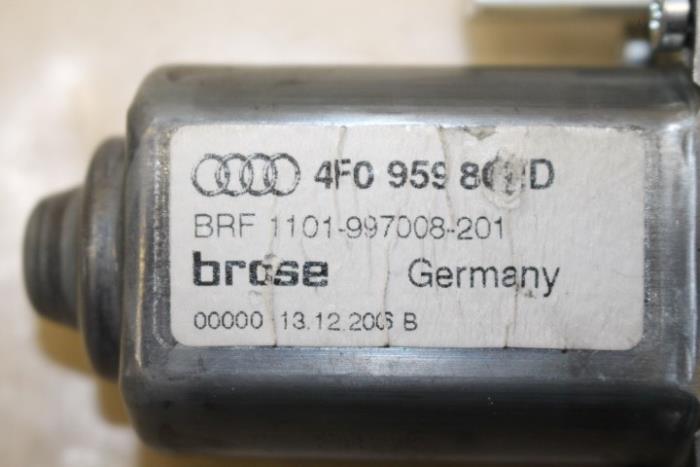 4F0 959
BRF 1101-997008-201
brose Germany
00000 13.12.2006 B